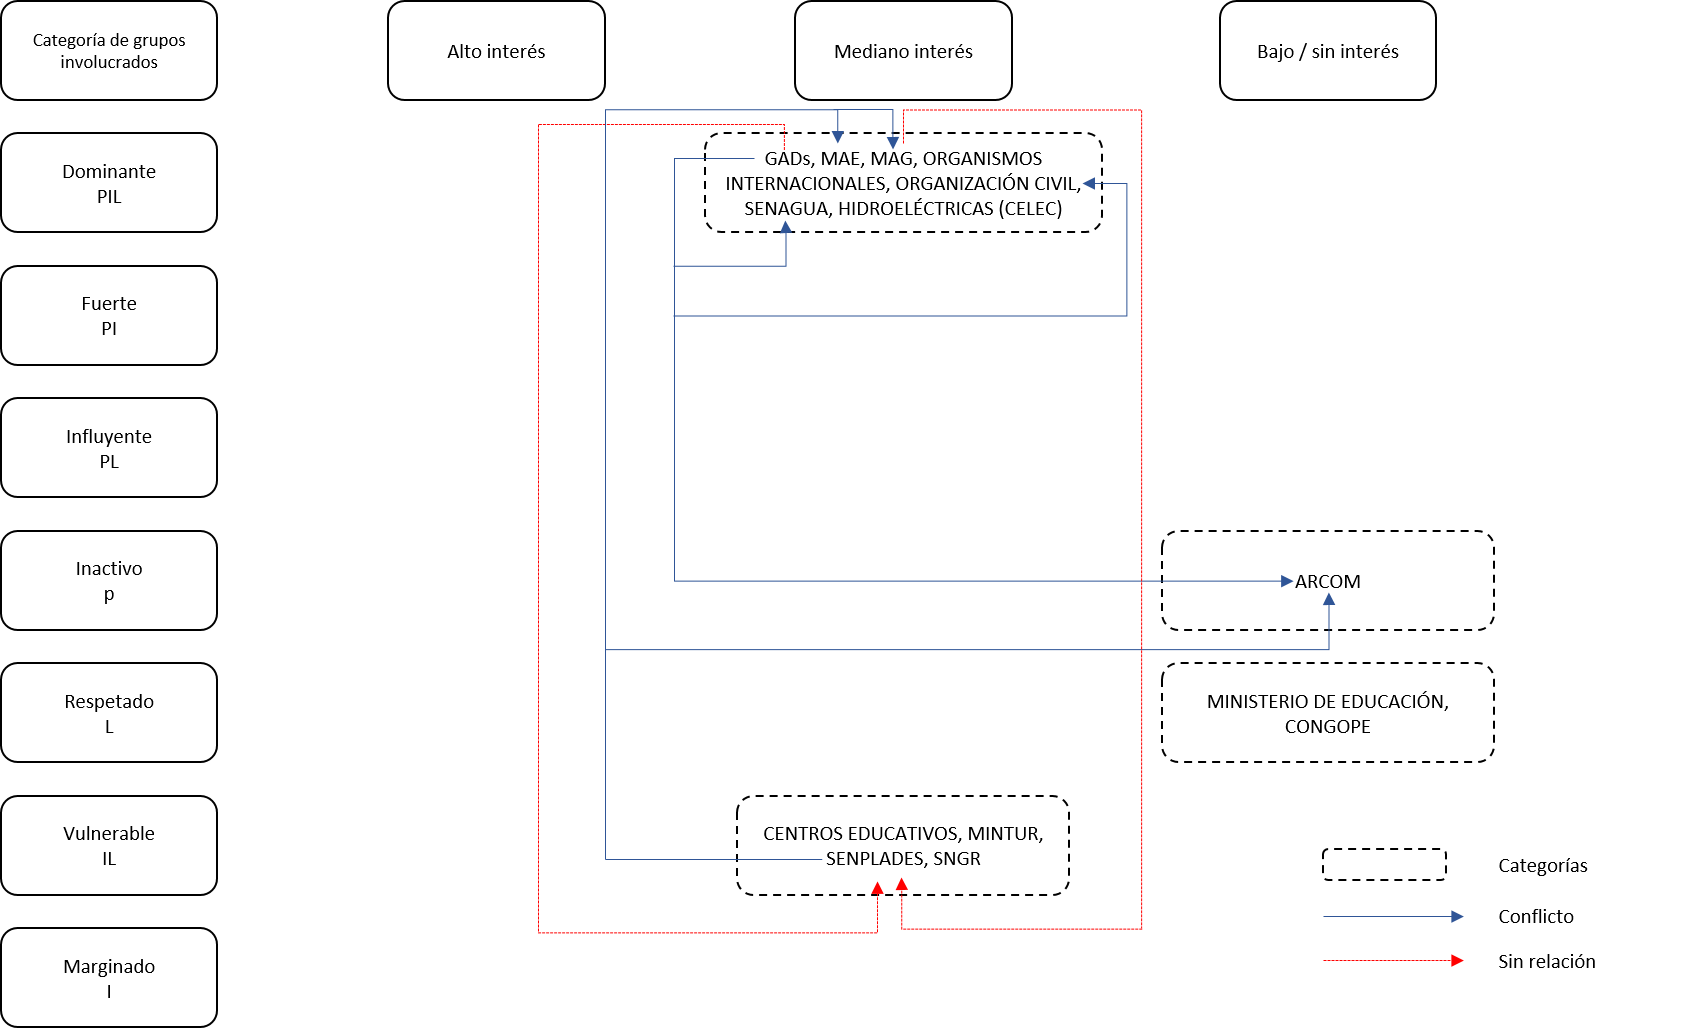 Categoría de grupos
involucrados
Alto interés
Mediano interés
Bajo / sin interés
Dominante
PIL
GADs, MAE, MAG, ORGANISMOS
INTERNACIONALES, ORGANIZACIÓN CIVIL,
SENAGUA, HIDROELÉCTRICAS (CELEC)
Fuerte
PI
Influyente
PL
Inactivo
p
ARCOM
Respetado
L
MINISTERIO DE EDUCACIÓN,
CONGOPE
Vulnerable
IL
CENTROS EDUCATIVOS, MINTUR,
SENPLADES, SNGR
Marginado
I
Categorías
Conflicto
Sin relación